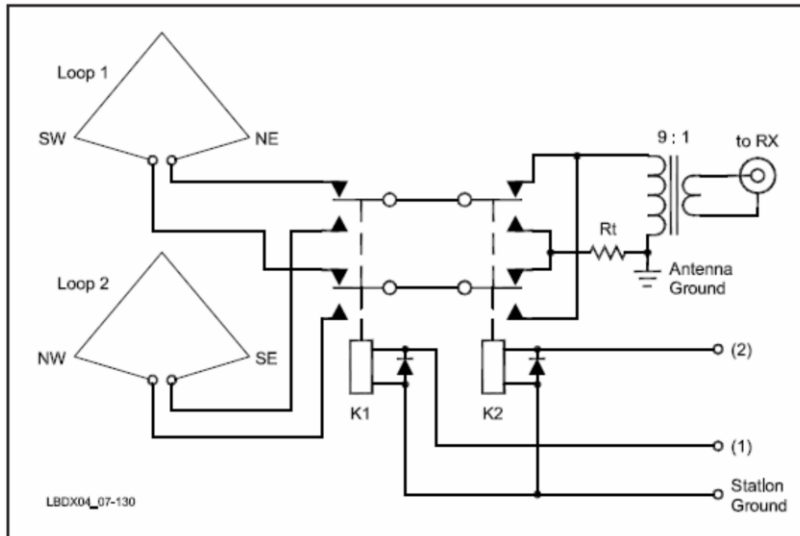 Loop 1
SW
NE
9 : 1
to RX
Rt
Antenna
Ground
Loop 2
NW
SE
K1
K2
(2)
(1)
Station
Ground
LBDX04_07-130